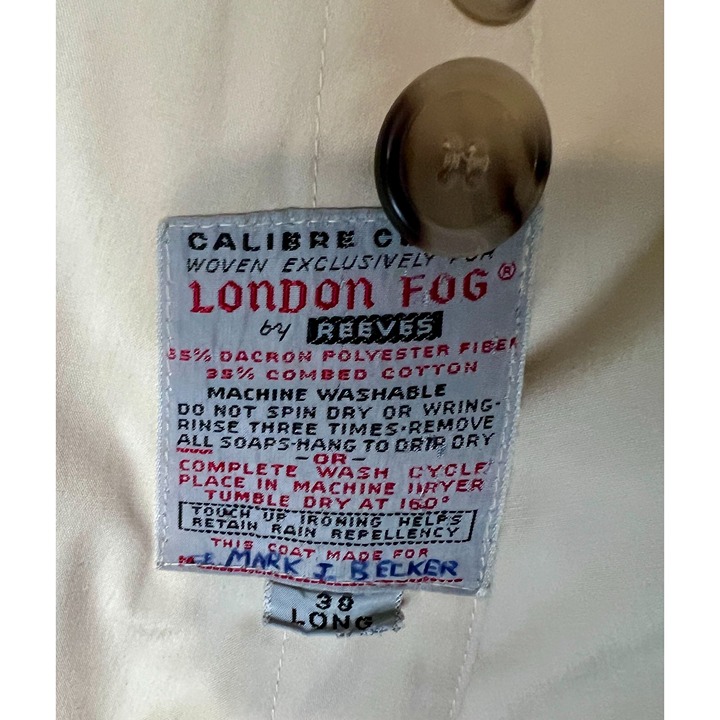 CALIBRE
WOVEN EXCLUSIVELY FOR
LONDON FOG®
by REEVES
65% DACRON POLYESTER FIBER
35% COMBED COTTON
MACHINE WASHABLE
DO NOT SPIN DRY OR WRING-
RINSE THREE TIMES-REMOVE
ALL SOAPS-HANG TO DRIP DRY
-OR-
COMPLETE WASH CYCLE
PLACE IN MACHINE DRYER
TUMBLE DRY AT 160°
TOUCH UP IRONING HELPS
RETAIN RAIN REPELLENCY
THIS COAT MADE FOR
MARK J. BECKER
38
LONG